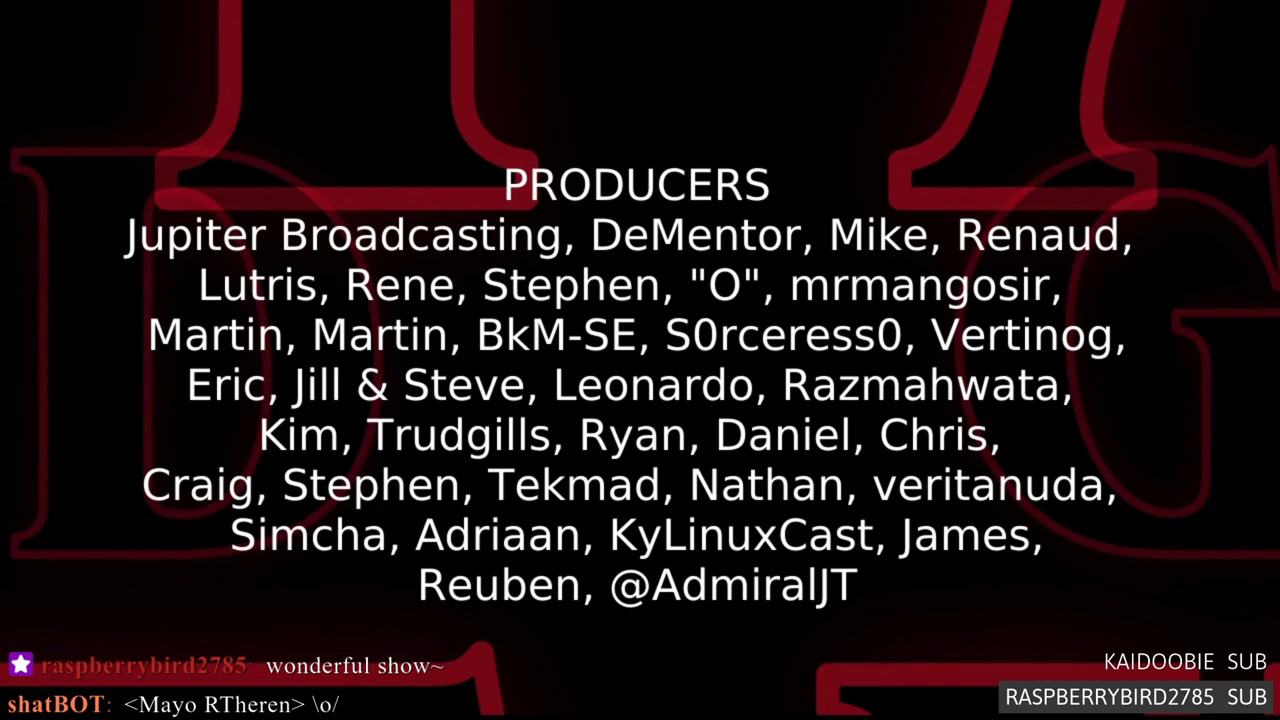 PRODUCERS
Jupiter Broadcasting, DeMentor, Mike, Renaud,
Lutris, Rene, Stephen, "O", mrmangosir,
Martin, Martin, BkM-SE, S0rceress0, Vertinog,
Eric, Jill & Steve, Leonardo, Razmahwata,
Kim, Trudgills, Ryan, Daniel, Chris,
Craig, Stephen, Tekmad, Nathan, veritanuda,
Simcha, Adriaan, KyLinuxCast, James,
Reuben, @AdmiralJT
raspberrybird2785: wonderful show~
shatBOT: <Mayo RTheren> \o/
KAIDOOBIE SUB
RASPBERRYBIRD2785 SUB